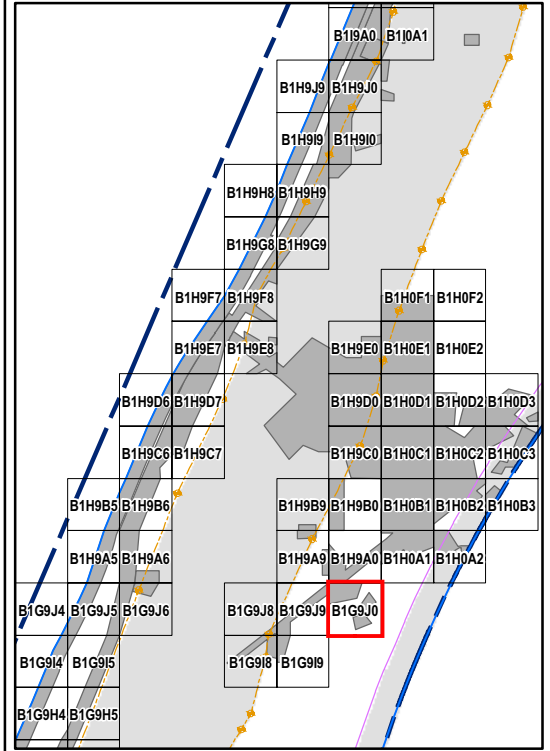 B1I9A0 B1I0A1
B1H9J9 B1H9J0
B1H9I9 B1H9I0
B1H9H8 B1H9H9
B1H9G8 B1H9G9
B1H9F7 B1H9F8 B1H0F1 B1H0F2
B1H9E7 B1H9E8 B1H9E0 B1H0E1 B1H0E2
B1H9D6 B1H9D7 B1H9D0 B1H0D1 B1H0D2 B1H0D3
B1H9C6 B1H9C7 B1H9C0 B1H0C1 B1H0C2 B1H0C3
B1H9B5 B1H9B6 B1H9B9 B1H9B0 B1H0B1 B1H0B2 B1H0B3
B1H9A5 B1H9A6 B1H9A9 B1H9A0 B1H0A1 B1H0A2
B1G9J4 B1G9J5 B1G9J6 B1G9J8 B1G9J9 B1G9J0
B1G9I4 B1G9I5 B1G9I8 B1G9I9
B1G9H4 B1G9H5